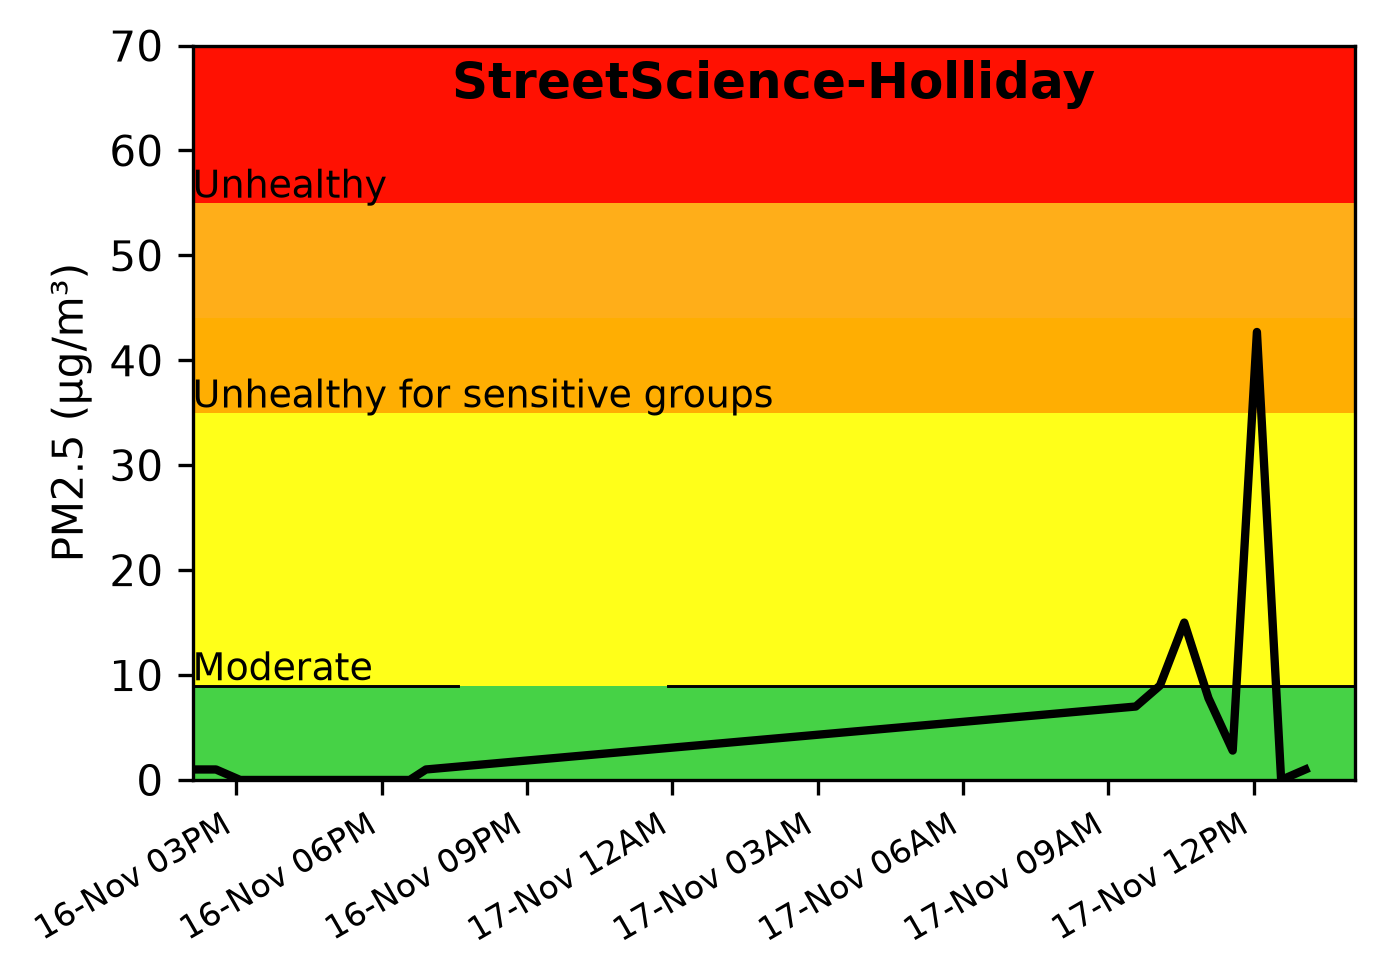 StreetScience-Holliday
PM2.5 (µg/m³)
70
60
Unhealthy
50
40
Unhealthy for sensitive groups
30
20
10
Moderate
0
16-Nov 03PM
16-Nov 06PM
16-Nov 09PM
17-Nov 12AM
17-Nov 03AM
17-Nov 06AM
17-Nov 09AM
17-Nov 12PM